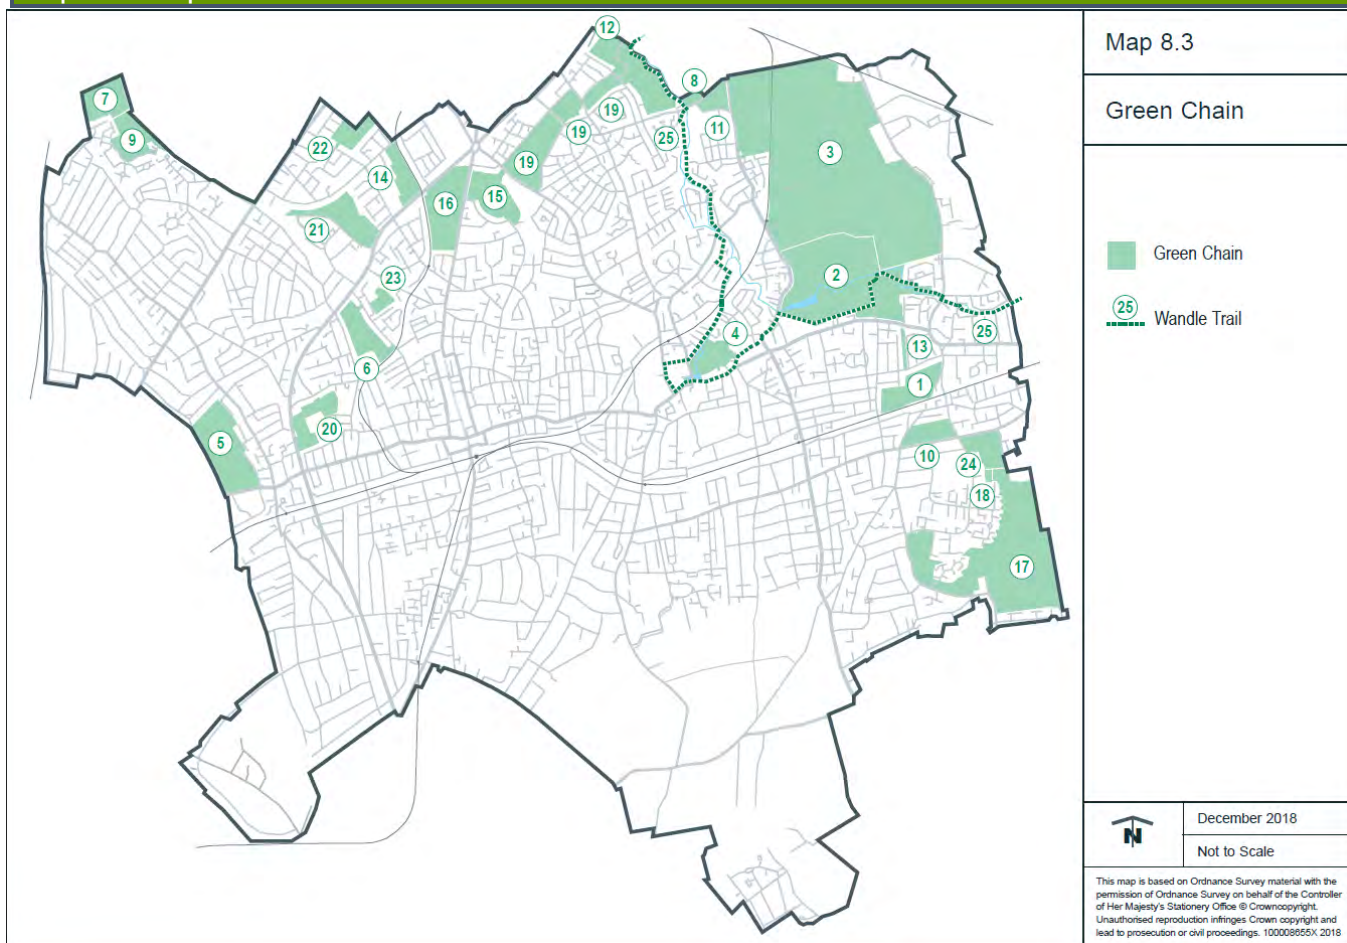 12
7
8
9
19
22
19
25
11
3
14
19
16
15
21
2
23
25
4
13
6
1
20
5
10
24
18
17
Map 8.3
Green Chain
Green Chain
25
Wandle Trail
N
December 2018
Not to Scale
This map is based on Ordnance Survey material with the
permission of Ordnance Survey on behalf of the Controller
of Her Majesty's Stationery Office © Crowncopyright.
Unauthorised reproduction infringes Crown copyright and
lead to prosecution or civil proceedings. 100008655X 2018